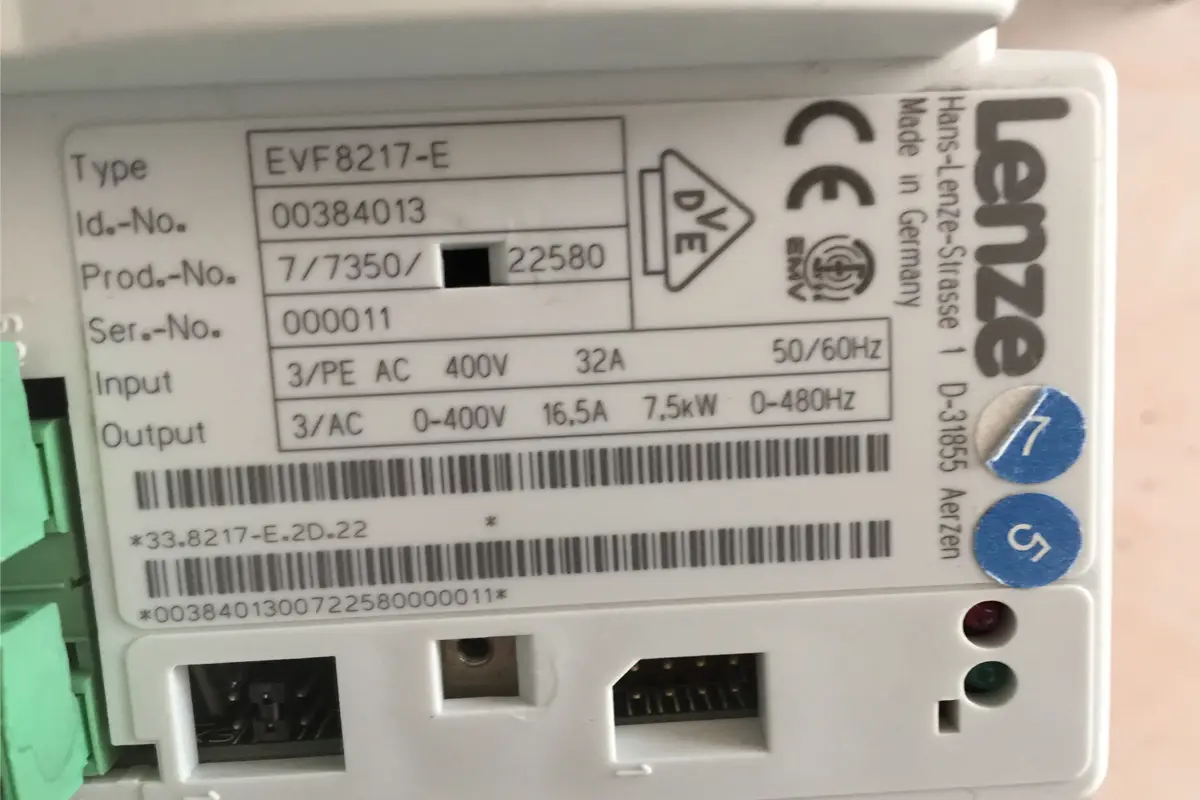 Type EVF8217-E
Id.-No. 00384013
Prod.-No. 7/7350/ 22580
Ser.-No. 000011
Input 3/PE AC 400V 32A 50/60Hz
Output 3/AC 0-400V 16,5A 7,5kW 0-480Hz
*33.8217-E.2D.22 *
*0038401300722580000011*
DVE
CE
EMV
Made in Germany
Hans-Lenze-Strasse 1 D-31855 Aerzen
Lenze
7
5